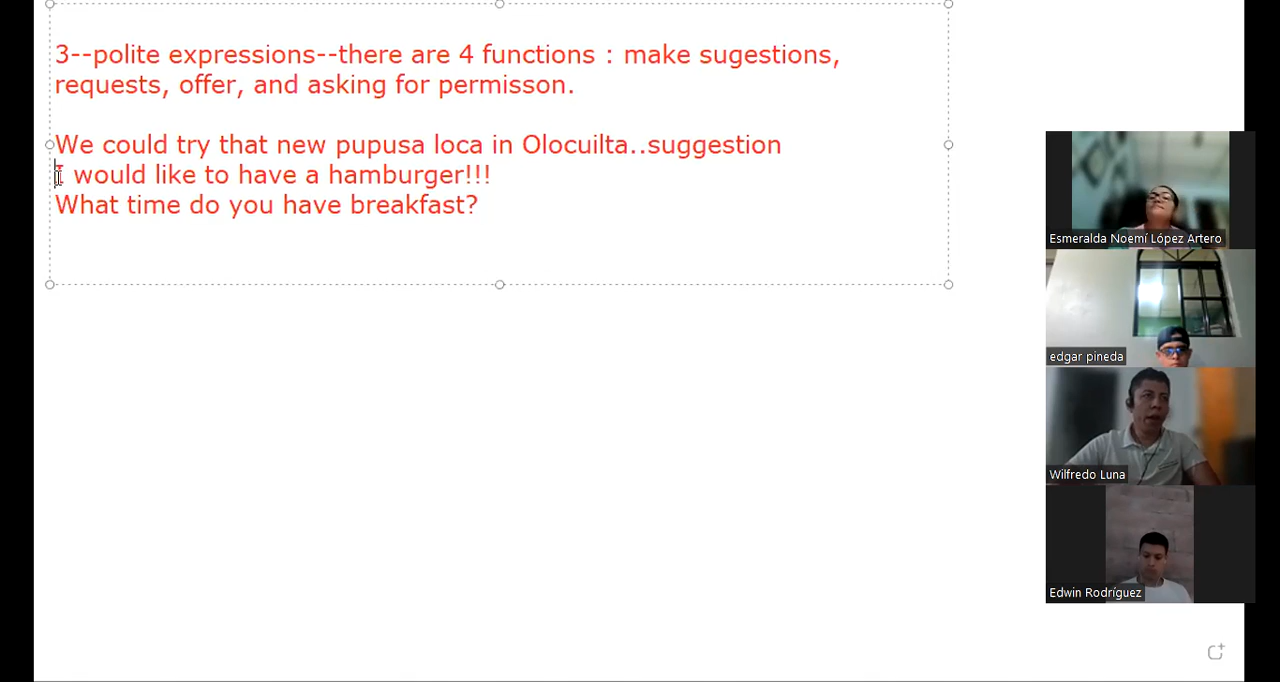 3--polite expressions--there are 4 functions : make sugestions,
requests, offer, and asking for permisson.
We could try that new pupusa loca in Olocuilta..suggestion
I would like to have a hamburger!!!
What time do you have breakfast?
Esmeralda Noemí López Artero
edgar pineda
Wilfredo Luna
Edwin Rodríguez